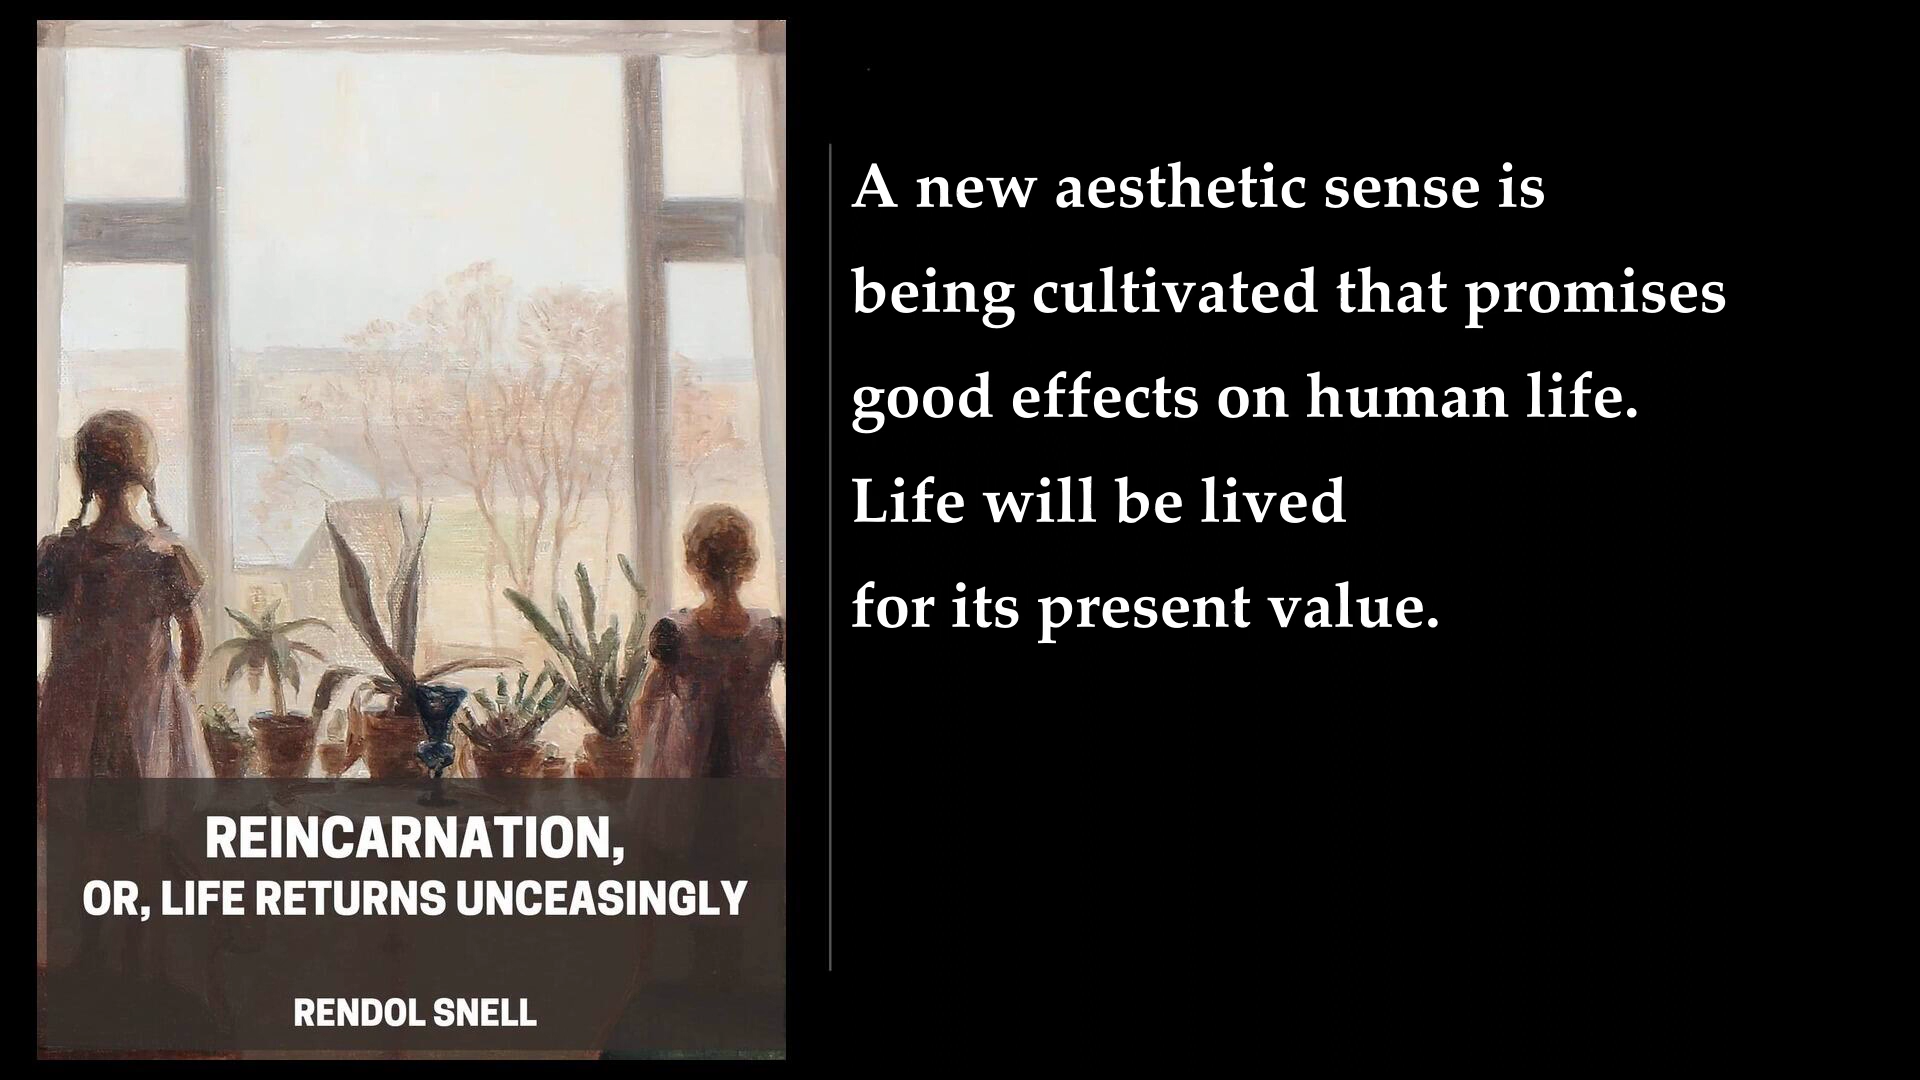 A new aesthetic sense is
being cultivated that promises
good effects on human life.
Life will be lived
for its present value.
REINCARNATION,
OR, LIFE RETURNS UNCEASINGLY
RENDOL SNELL